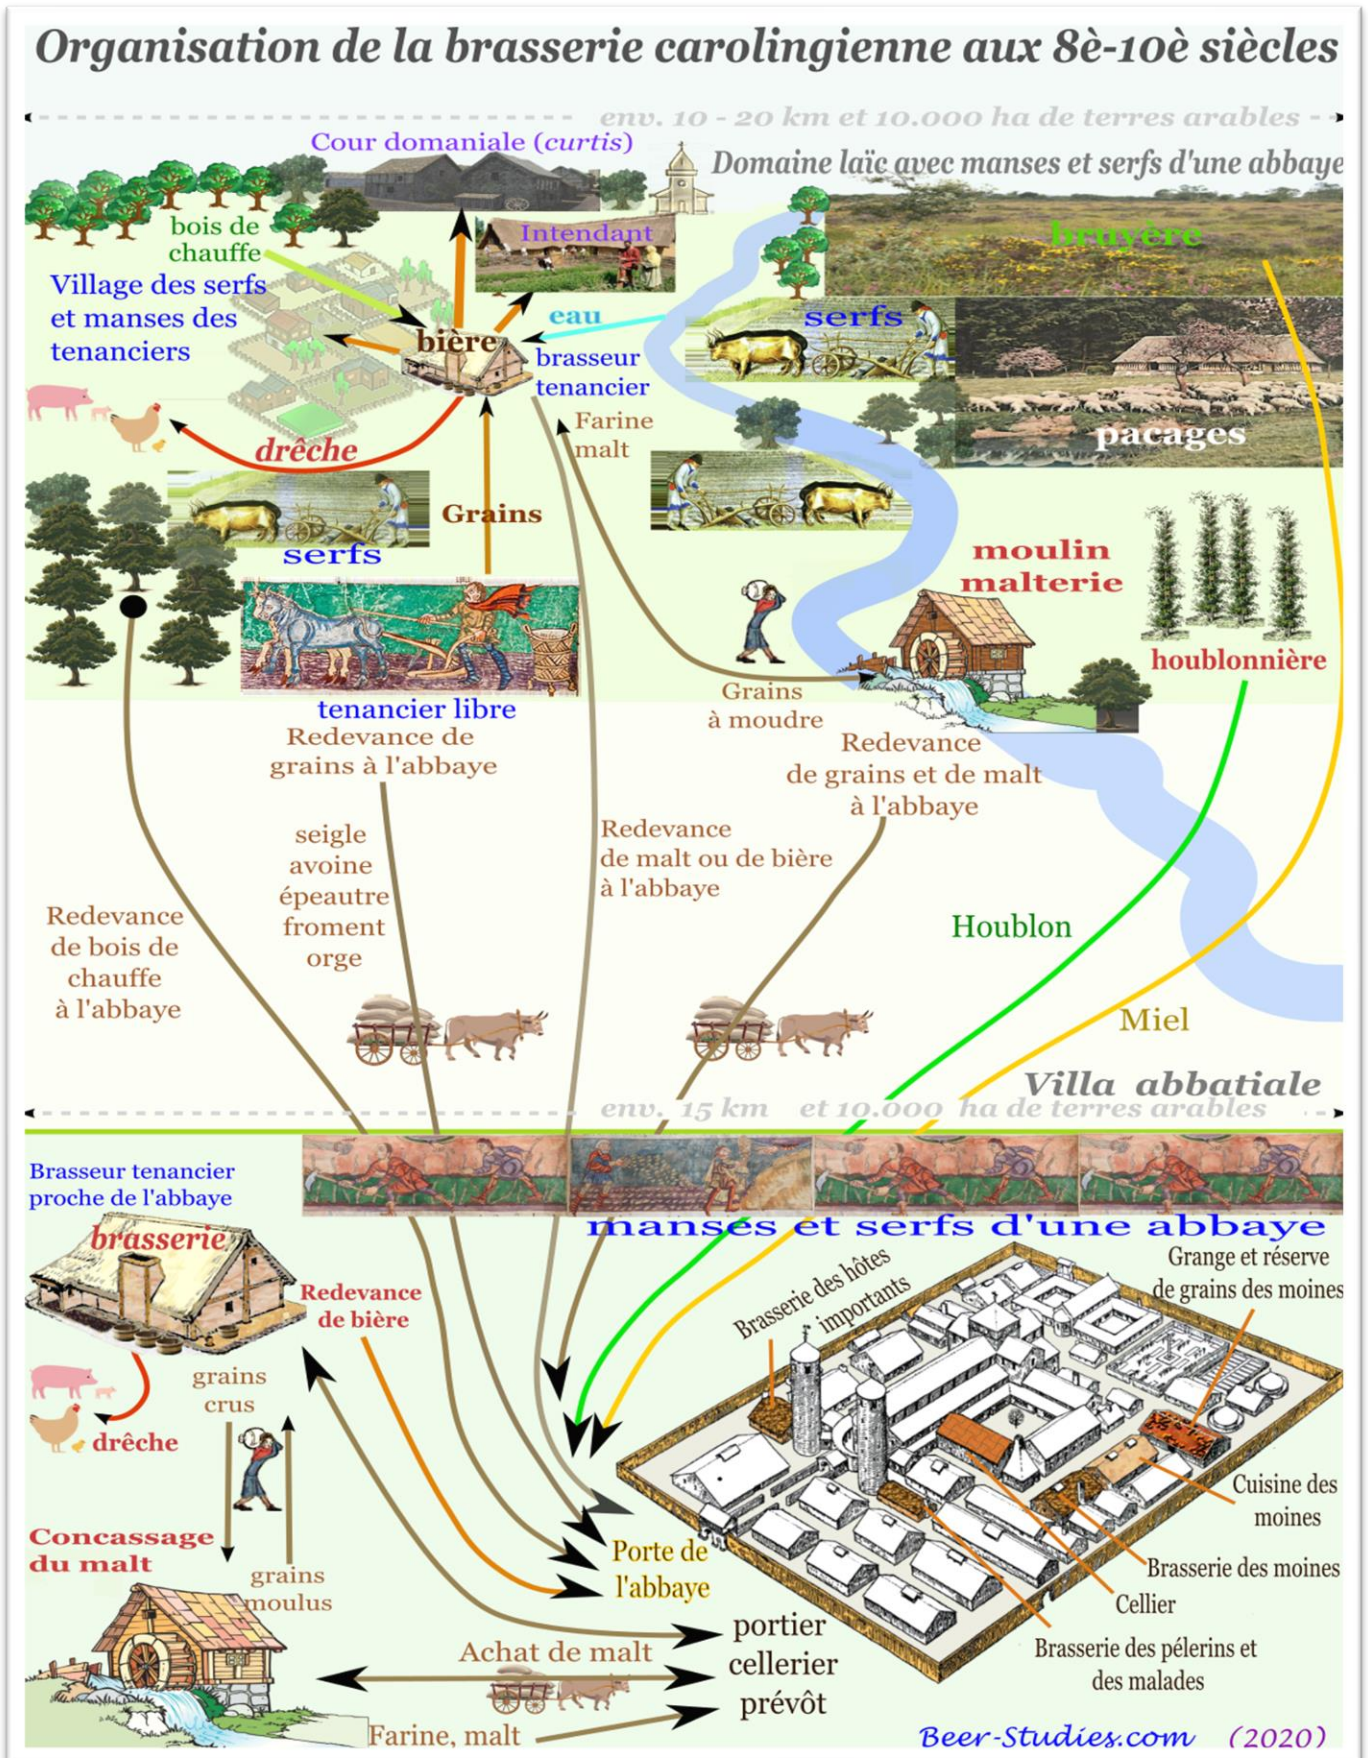 Organisation de la brasserie carolingienne aux 8è-10è siècles
env. 10 - 20 km et 10.000 ha de terres arables
Cour domaniale (curtis)
Domaine laïc avec manses et serfs d'une abbaye
bois de
chauffe
Intendant
bruyère
Village des serfs
et manses des
tenanciers
bière
eau
serfs
brasseur
tenancier
Farine
malt
pacages
drêche
Grains
serfs
moulin
malterie
houblonnière
Grains
à moudre
tenancier libre
Redevance de
grains à l'abbaye
Redevance
de grains et de malt
à l'abbaye
seigle
avoine
épeautre
froment
orge
Redevance
de malt ou de bière
à l'abbaye
Redevance
de bois de
chauffe
à l'abbaye
Houblon
Miel
Villa abbatiale
env. 15 km et 10.000 ha de terres arables
Brasseur tenancier
proche de l'abbaye
manses et serfs d'une abbaye
brasserie
Brasserie des hôtes
importants
Grange et réserve
de grains des moines
Redevance
de bière
grains
crus
drêche
Cuisine des
moines
Concassage
du malt
Porte de
l'abbaye
grains
moulus
Brasserie des moines
Cellier
Brasserie des pélerins et
des malades
portier
cellerier
prévôt
Achat de malt
Farine, malt
Beer-Studies.com (2020)